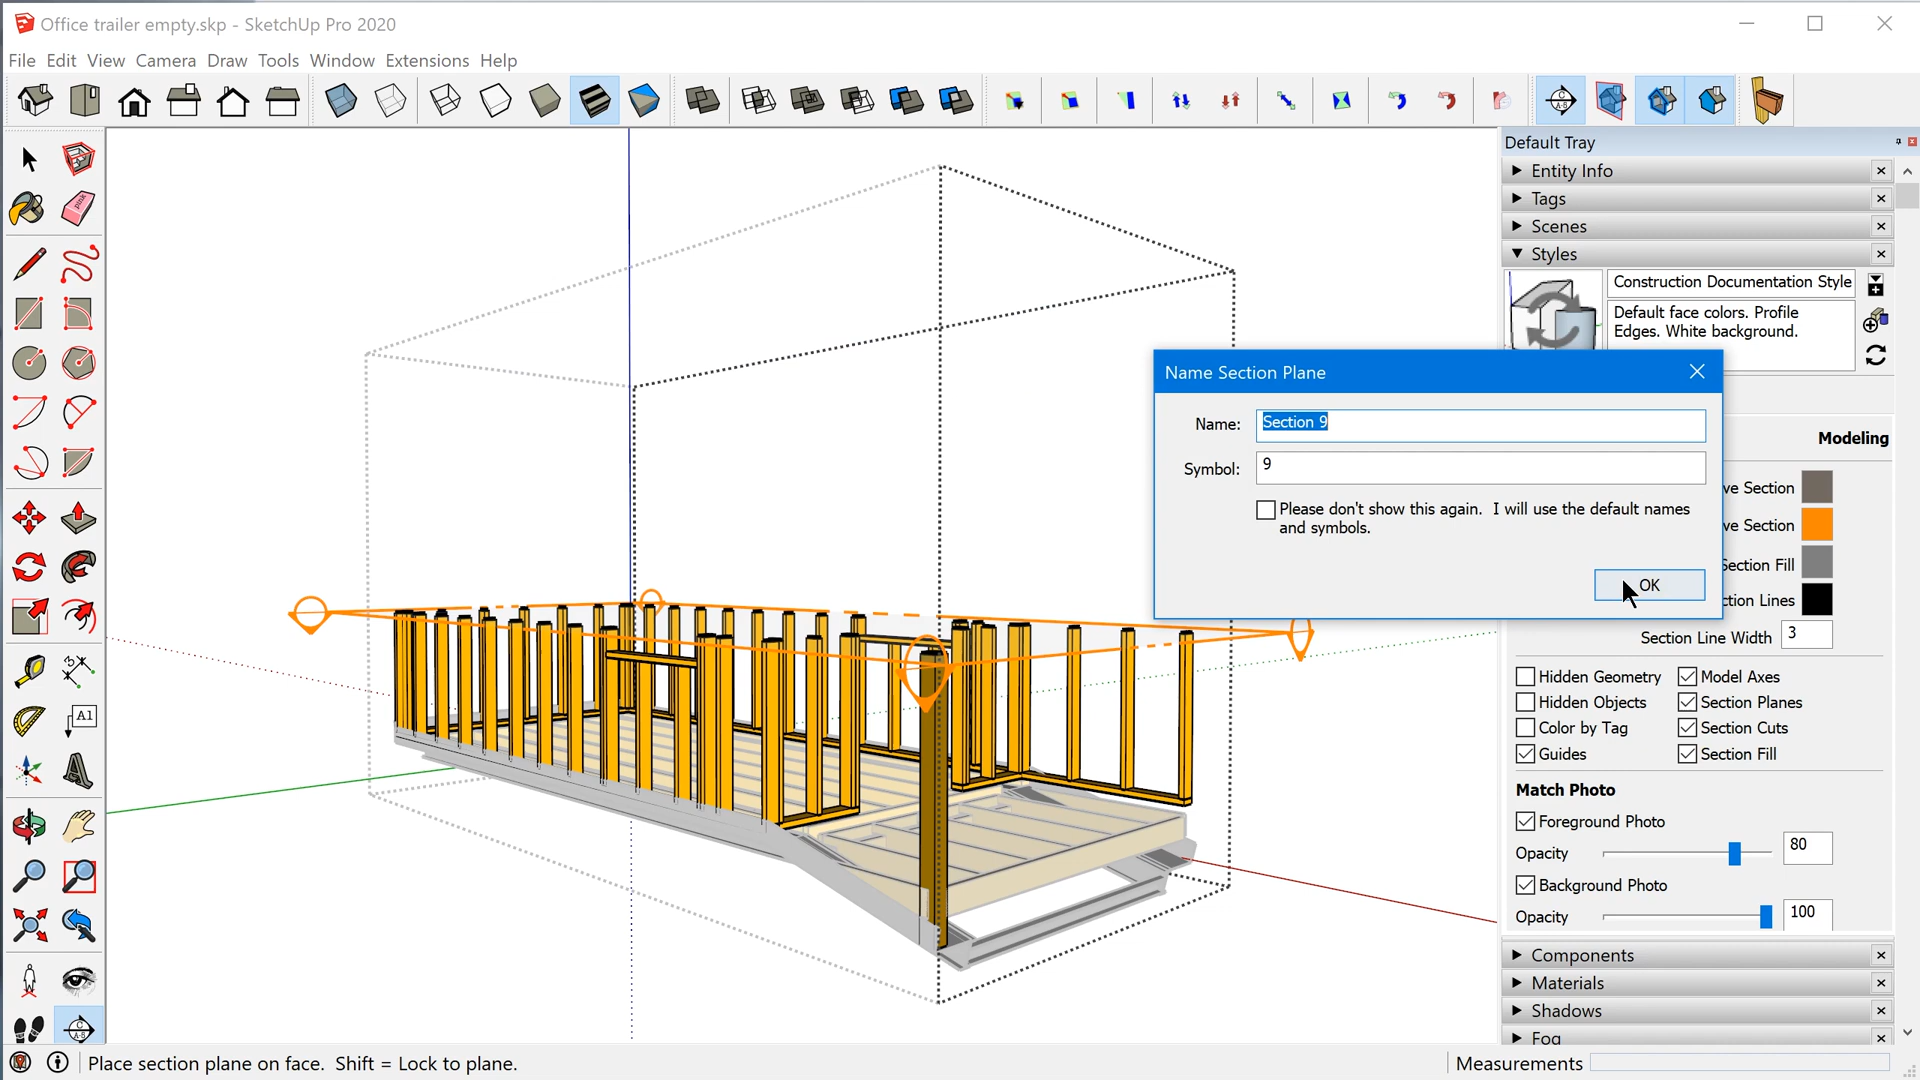 Office trailer empty.skp - SketchUp Pro 2020
File Edit View Camera Draw Tools Window Extensions Help
Default Tray
Entity Info
Tags
Scenes
Styles
Construction Documentation Style
Default face colors. Profile
Edges. White background.
Name Section Plane
Name: Section 9
Symbol: 9
Please don't show this again. I will use the default names
and symbols.
OK
Modeling
ve Section
ve Section
Section Fill
ction Lines
Section Line Width 3
Hidden Geometry Model Axes
Hidden Objects Section Planes
Color by Tag Section Cuts
Guides Section Fill
Match Photo
Foreground Photo
Opacity 80
Background Photo
Opacity 100
Components
Materials
Shadows
Fog
A1
Place section plane on face. Shift = Lock to plane.
Measurements